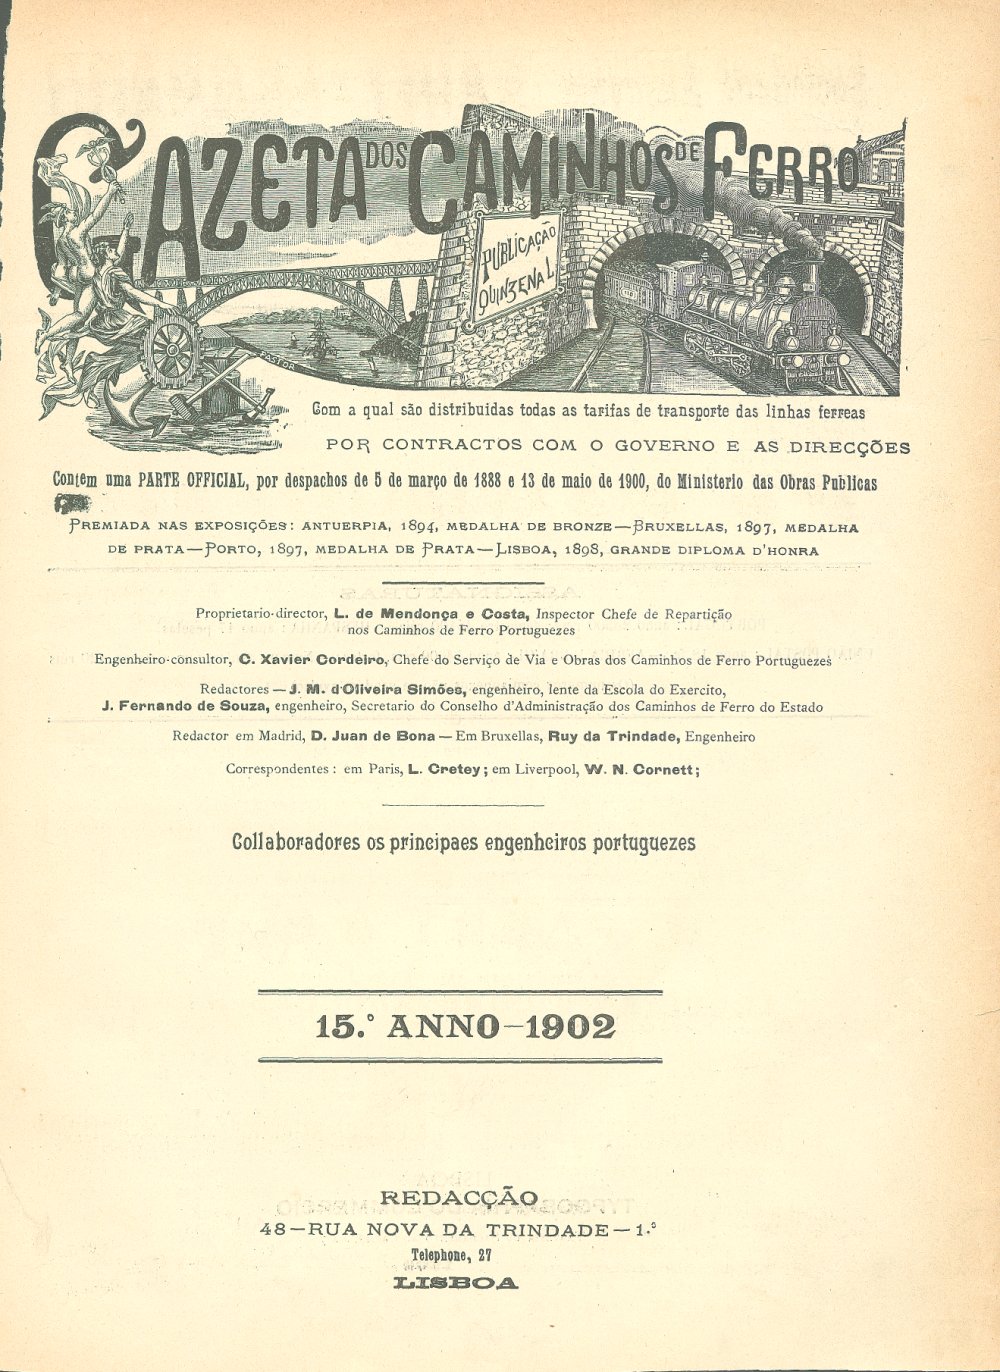 GAZETA DOS CAMINHOS DE FERRO
PUBLICAÇÃO
QUINZENAL
PASTOR
Com a qual são distribuidas todas as tarifas de transporte das linhas ferreas
POR CONTRACTOS COM O GOVERNO E AS DIRECÇÕES
Contem uma PARTE OFFICIAL, por despachos de 5 de março de 1888 e 13 de maio de 1900, do Ministerio das Obras Publicas
PREMIADA NAS EXPOSIÇÕES: ANTUERPIA, 1894, MEDALHA DE BRONZE—BRUXELLAS, 1897, MEDALHA
DE PRATA—PORTO, 1897, MEDALHA DE PRATA—LISBOA, 1898, GRANDE DIPLOMA D'HONRA
Proprietario-director, L. de Mendonça e Costa, Inspector Chefe de Repartição
nos Caminhos de Ferro Portuguezes
Engenheiro-consultor, C. Xavier Cordeiro, Chefe do Serviço de Via e Obras dos Caminhos de Ferro Portuguezes
Redactores — J. M. d'Oliveira Simões, engenheiro, lente da Escola do Exercito,
J. Fernando de Souza, engenheiro, Secretario do Conselho d'Administração dos Caminhos de Ferro do Estado
Redactor em Madrid, D. Juan de Bona — Em Bruxellas, Ruy da Trindade, Engenheiro
Correspondentes: em Paris, L. Cretey; em Liverpool, W. N. Cornett;
Collaboradores os principaes engenheiros portuguezes
15.º ANNO—1902
REDACÇÃO
48—RUA NOVA DA TRINDADE—1.º
Telephone, 27
LISBOA